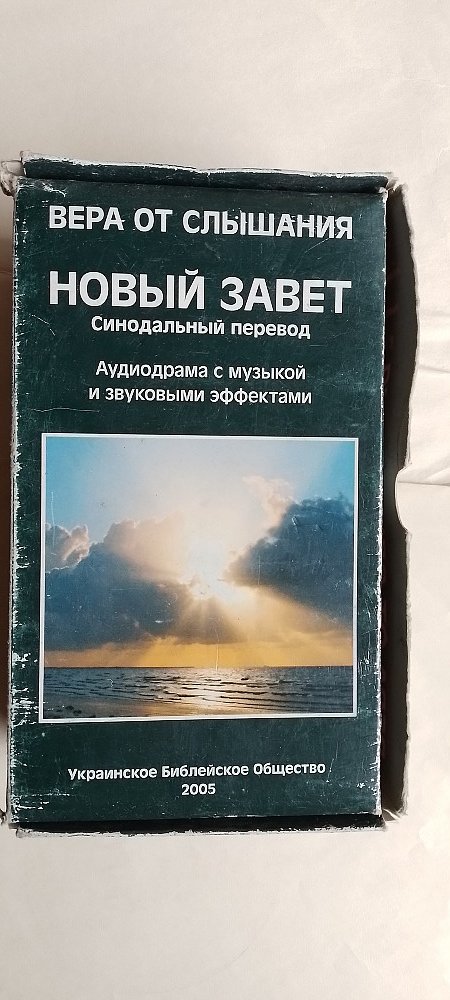 ВЕРА ОТ СЛЫШАНИЯ
НОВЫЙ ЗАВЕТ
Синодальный перевод
Аудиодрама с музыкой
и звуковыми эффектами
Украинское Библейское Общество
2005